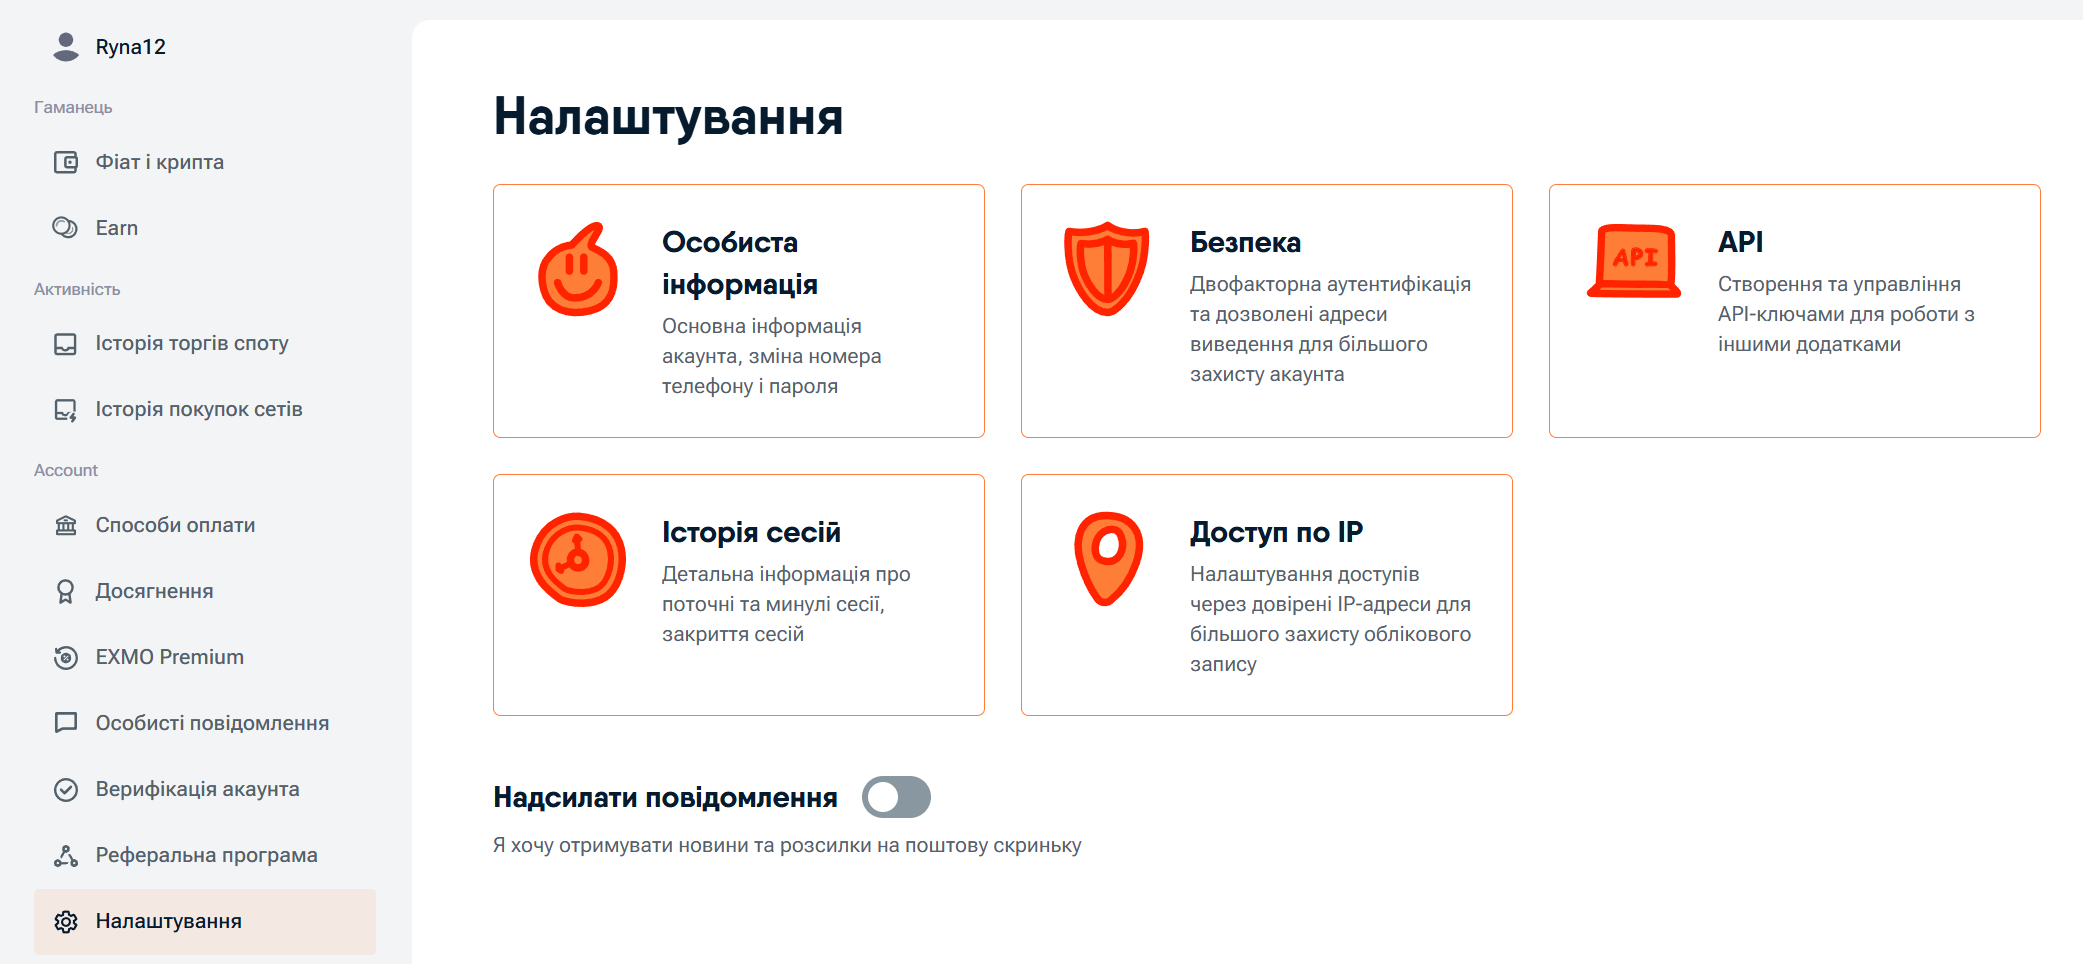 Ryna12
Гаманець
Фіат і крипта
Earn
Активність
Історія торгів споту
Історія покупок сетів
Account
Способи оплати
Досягнення
EXMO Premium
Особисті повідомлення
Верифікація акаунта
Реферальна програма
Налаштування
Налаштування
Особиста
інформація
Основна інформація
акаунта, зміна номера
телефону і пароля
Безпека
Двофакторна аутентифікація
та дозволені адреси
виведення для більшого
захисту акаунта
API
API
Створення та управління
API-ключами для роботи з
іншими додатками
Історія сесій
Детальна інформація про
поточні та минулі сесії,
закриття сесій
Доступ по IP
Налаштування доступів
через довірені IP-адреси для
більшого захисту облікового
запису
Надсилати повідомлення
Я хочу отримувати новини та розсилки на поштову скриньку